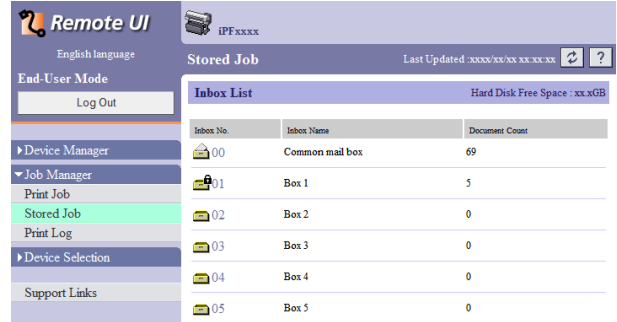 Remote UI
iPFxxxx
English language
Stored Job
Last Updated :xxxx/xx/xx xx:xx:xx
?
End-User Mode
Log Out
Inbox List
Hard Disk Free Space : xx.xGB
Inbox No. Inbox Name Document Count
Device Manager
00 Common mail box 69
Job Manager
01 Box 1 5
Print Job
Stored Job
02 Box 2 0
Print Log
03 Box 3 0
Device Selection
04 Box 4 0
Support Links
05 Box 5 0